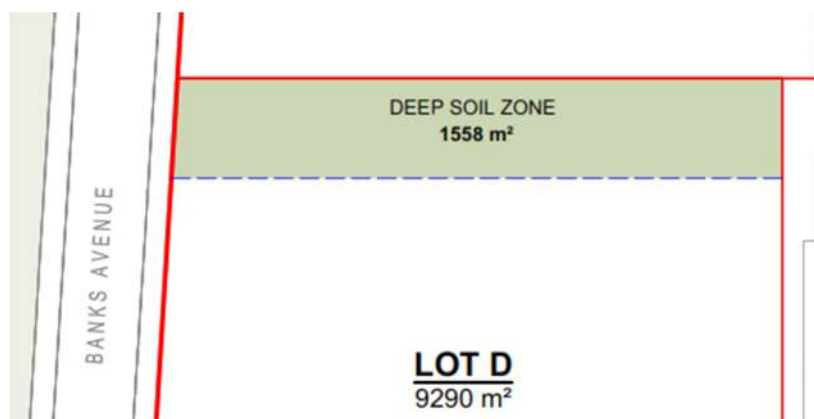 DEEP SOIL ZONE
1558 m²
BANKS AVENUE
LOT D
9290 m²